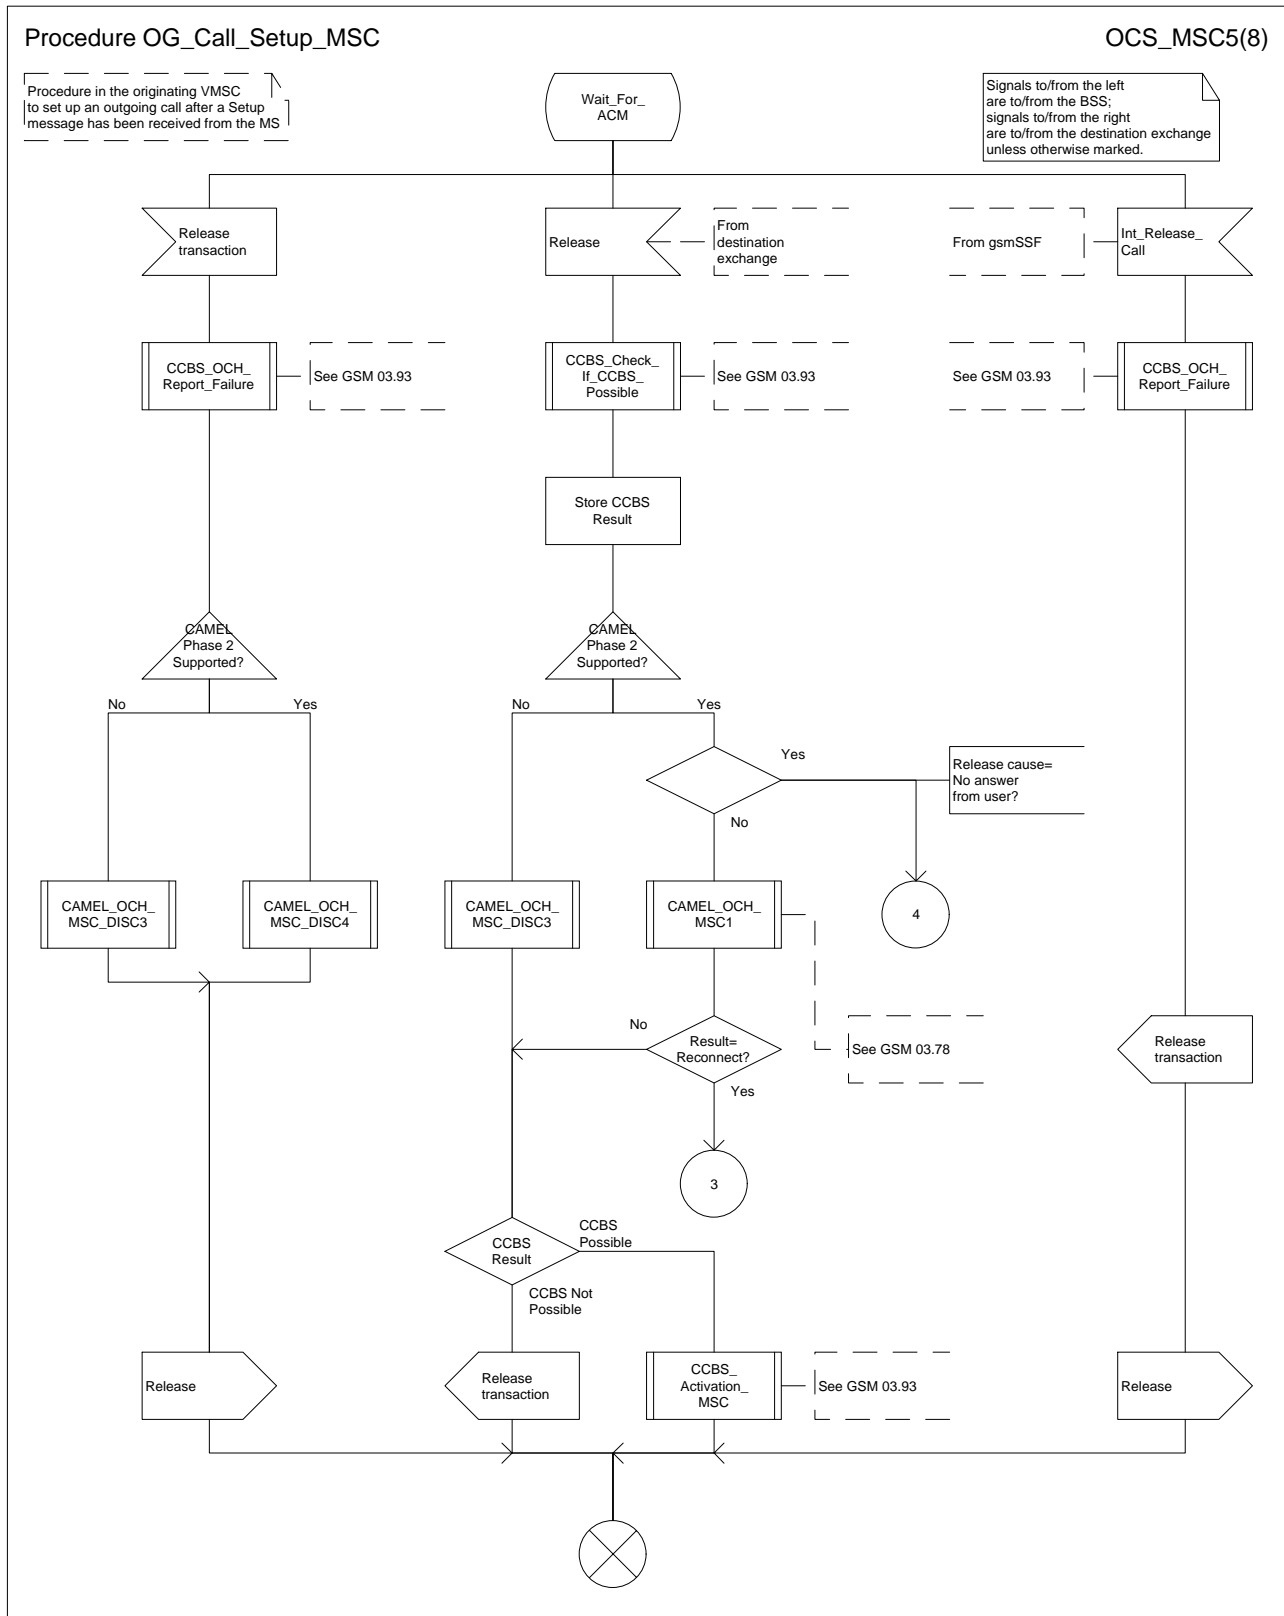 Procedure OG_Call_Setup_MSC
OCS_MSC5(8)
Procedure in the originating VMSC
to set up an outgoing call after a Setup
message has been received from the MS
Wait_For_
ACM
Signals to/from the left
are to/from the BSS;
signals to/from the right
are to/from the destination exchange
unless otherwise marked.
Release
transaction
Release
From
destination
exchange
From gsmSSF
Int_Release_
Call
CCBS_OCH_
Report_Failure
See GSM 03.93
CCBS_Check_
If_CCBS_
Possible
See GSM 03.93
See GSM 03.93
CCBS_OCH_
Report_Failure
Store CCBS
Result
CAMEL
Phase 2
Supported?
CAMEL
Phase 2
Supported?
No
Yes
No
Yes
Yes
Release cause=
No answer
from user?
No
CAMEL_OCH_
MSC_DISC3
CAMEL_OCH_
MSC_DISC4
CAMEL_OCH_
MSC_DISC3
CAMEL_OCH_
MSC1
4
No
Result=
Reconnect?
See GSM 03.78
Release
transaction
Yes
3
CCBS
Possible
CCBS
Result
CCBS Not
Possible
Release
Release
transaction
CCBS_
Activation_
MSC
See GSM 03.93
Release